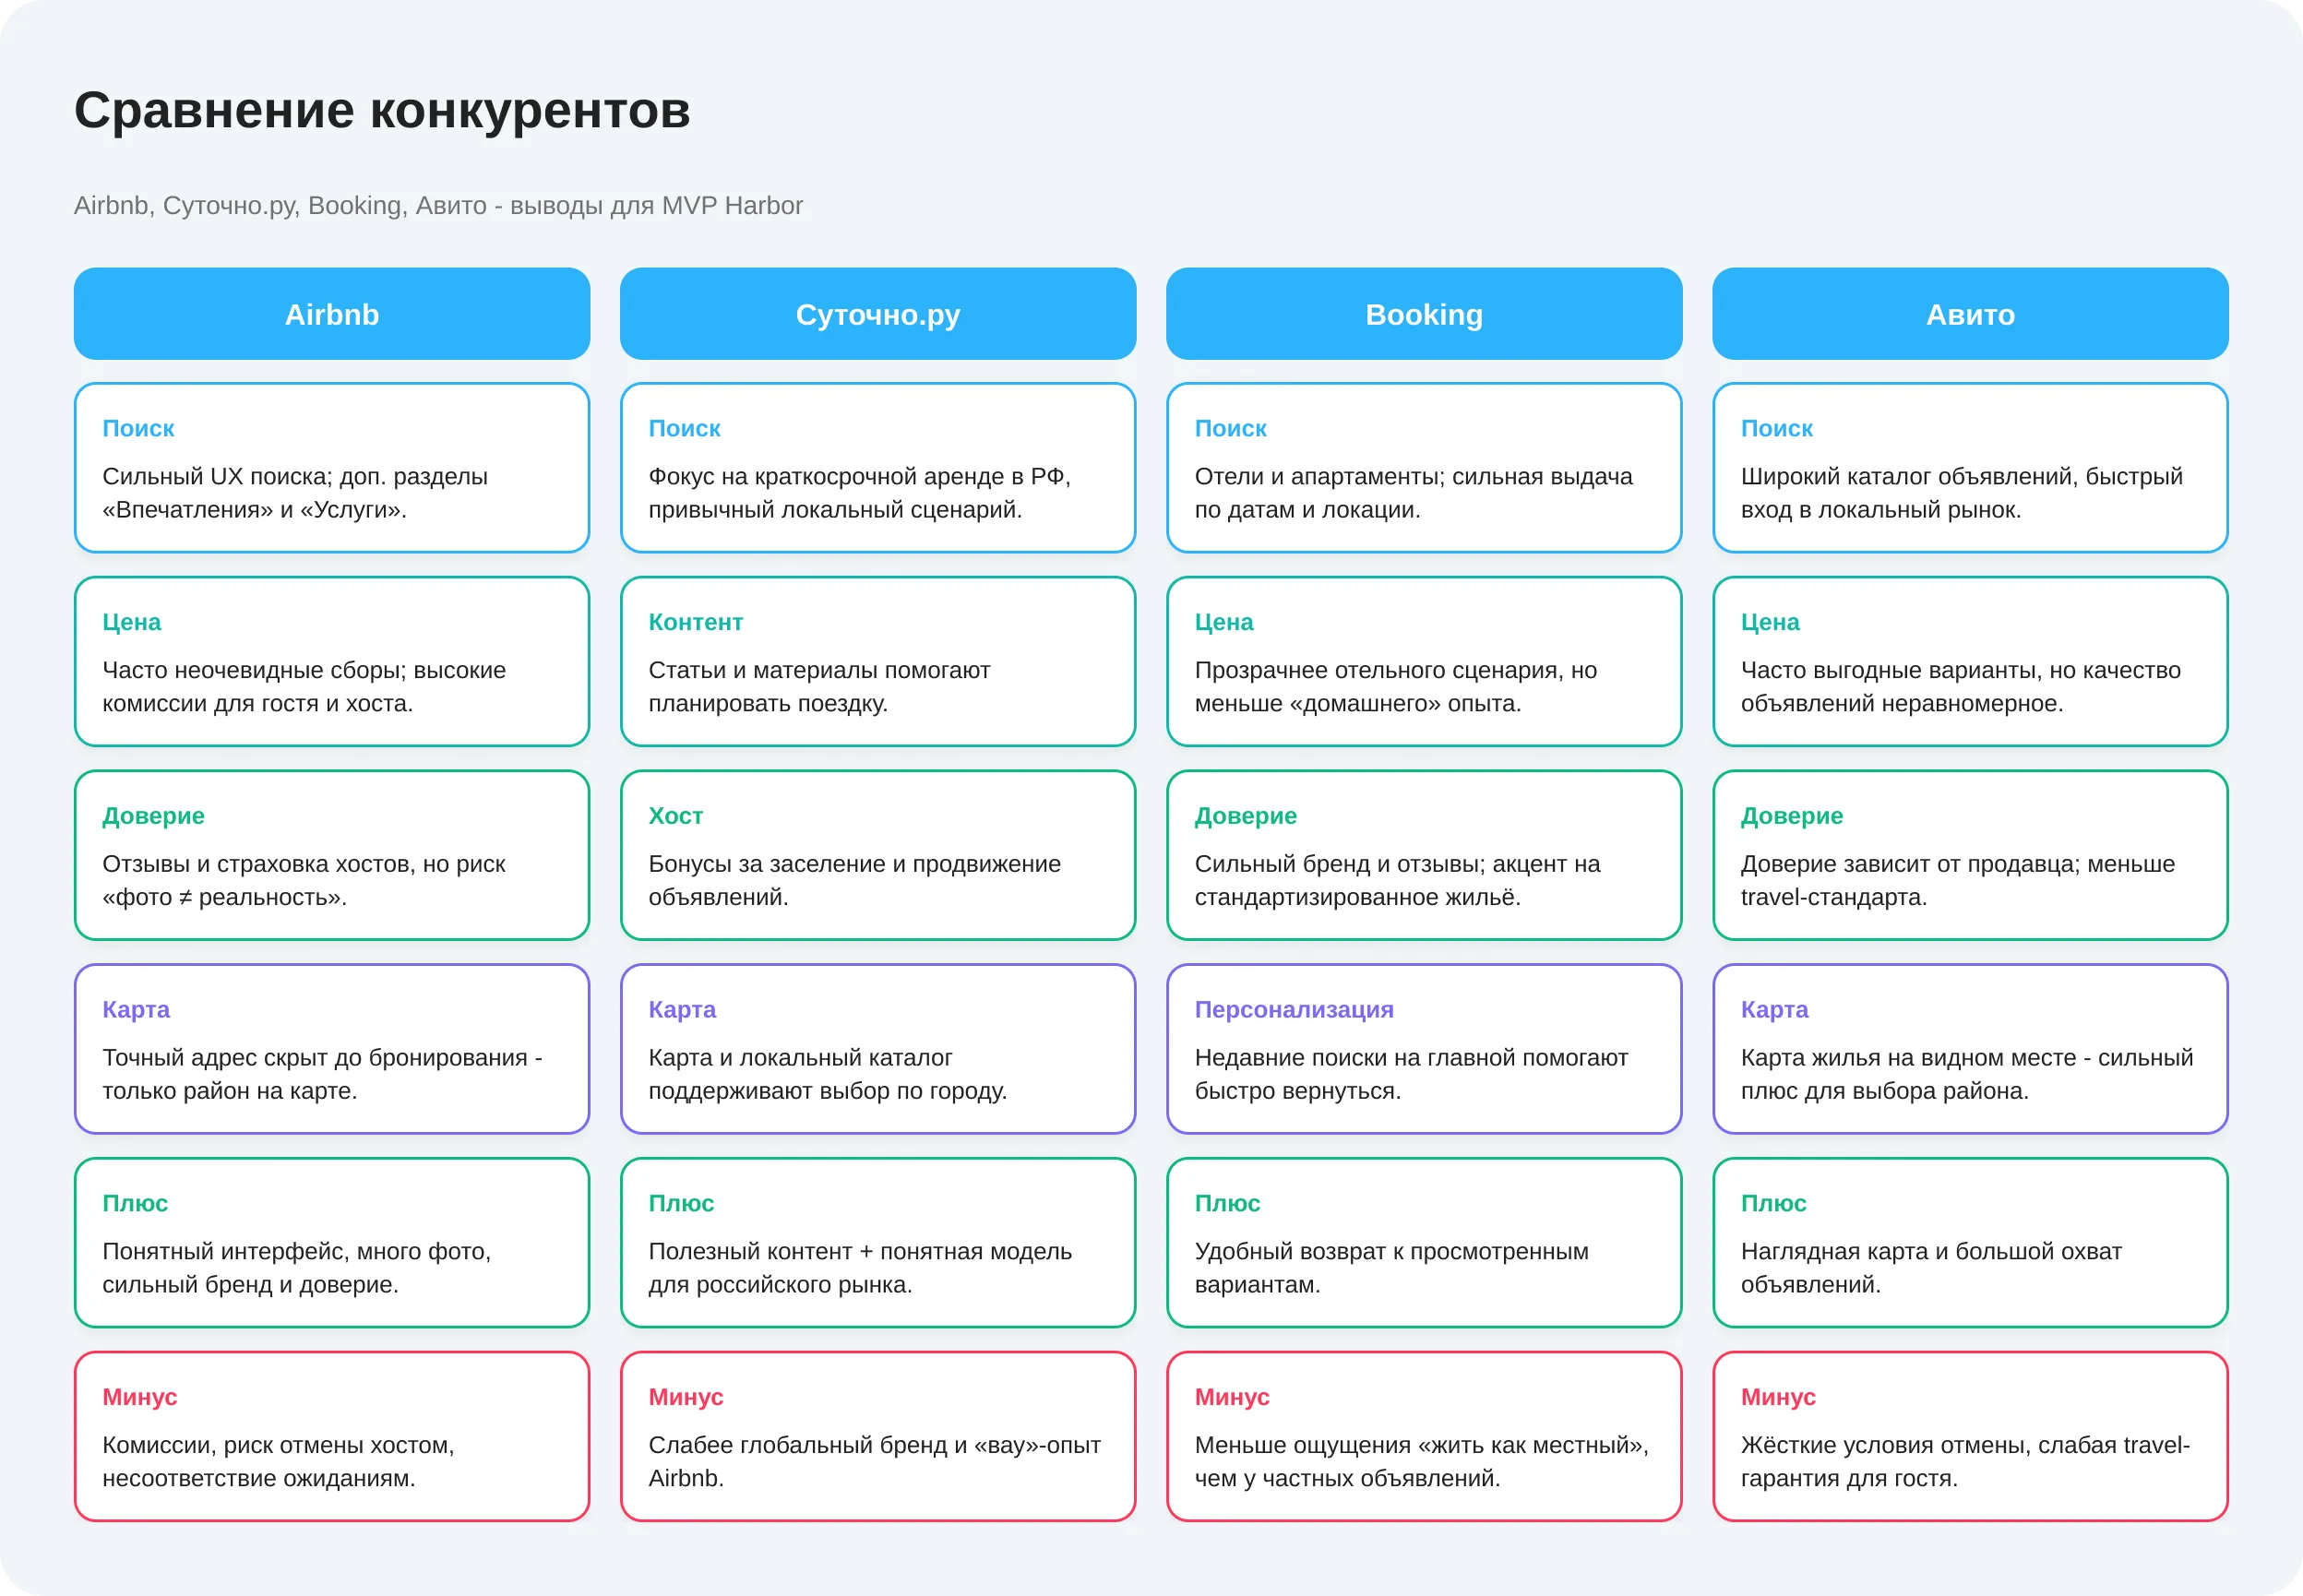 Сравнение конкурентов
Airbnb, Суточно.ру, Booking, Авито - выводы для MVP Harbor
Airbnb
Поиск
Сильный UX поиска; доп. разделы
«Впечатления» и «Услуги».
Цена
Часто неочевидные сборы; высокие
комиссии для гостя и хоста.
Доверие
Отзывы и страховка хостов, но риск
«фото ≠ реальность».
Карта
Точный адрес скрыт до бронирования -
только район на карте.
Плюс
Понятный интерфейс, много фото,
сильный бренд и доверие.
Минус
Комиссии, риск отмены хостом,
несоответствие ожиданиям.
Суточно.ру
Поиск
Фокус на краткосрочной аренде в РФ,
привычный локальный сценарий.
Контент
Статьи и материалы помогают
планировать поездку.
Хост
Бонусы за заселение и продвижение
объявлений.
Карта
Карта и локальный каталог
поддерживают выбор по городу.
Плюс
Полезный контент + понятная модель
для российского рынка.
Минус
Слабее глобальный бренд и «вау»-опыт
Airbnb.
Booking
Поиск
Отели и апартаменты; сильная выдача
по датам и локации.
Цена
Прозрачнее отельного сценария, но
меньше «домашнего» опыта.
Доверие
Сильный бренд и отзывы; акцент на
стандартизированное жильё.
Персонализация
Недавние поиски на главной помогают
быстро вернуться.
Плюс
Удобный возврат к просмотренным
вариантам.
Минус
Меньше ощущения «жить как местный»,
чем у частных объявлений.
Авито
Поиск
Широкий каталог объявлений, быстрый
вход в локальный рынок.
Цена
Часто выгодные варианты, но качество
объявлений неравномерное.
Доверие
Доверие зависит от продавца; меньше
travel-стандарта.
Карта
Карта жилья на видном месте - сильный
плюс для выбора района.
Плюс
Наглядная карта и большой охват
объявлений.
Минус
Жёсткие условия отмены, слабая travel-
гарантия для гостя.